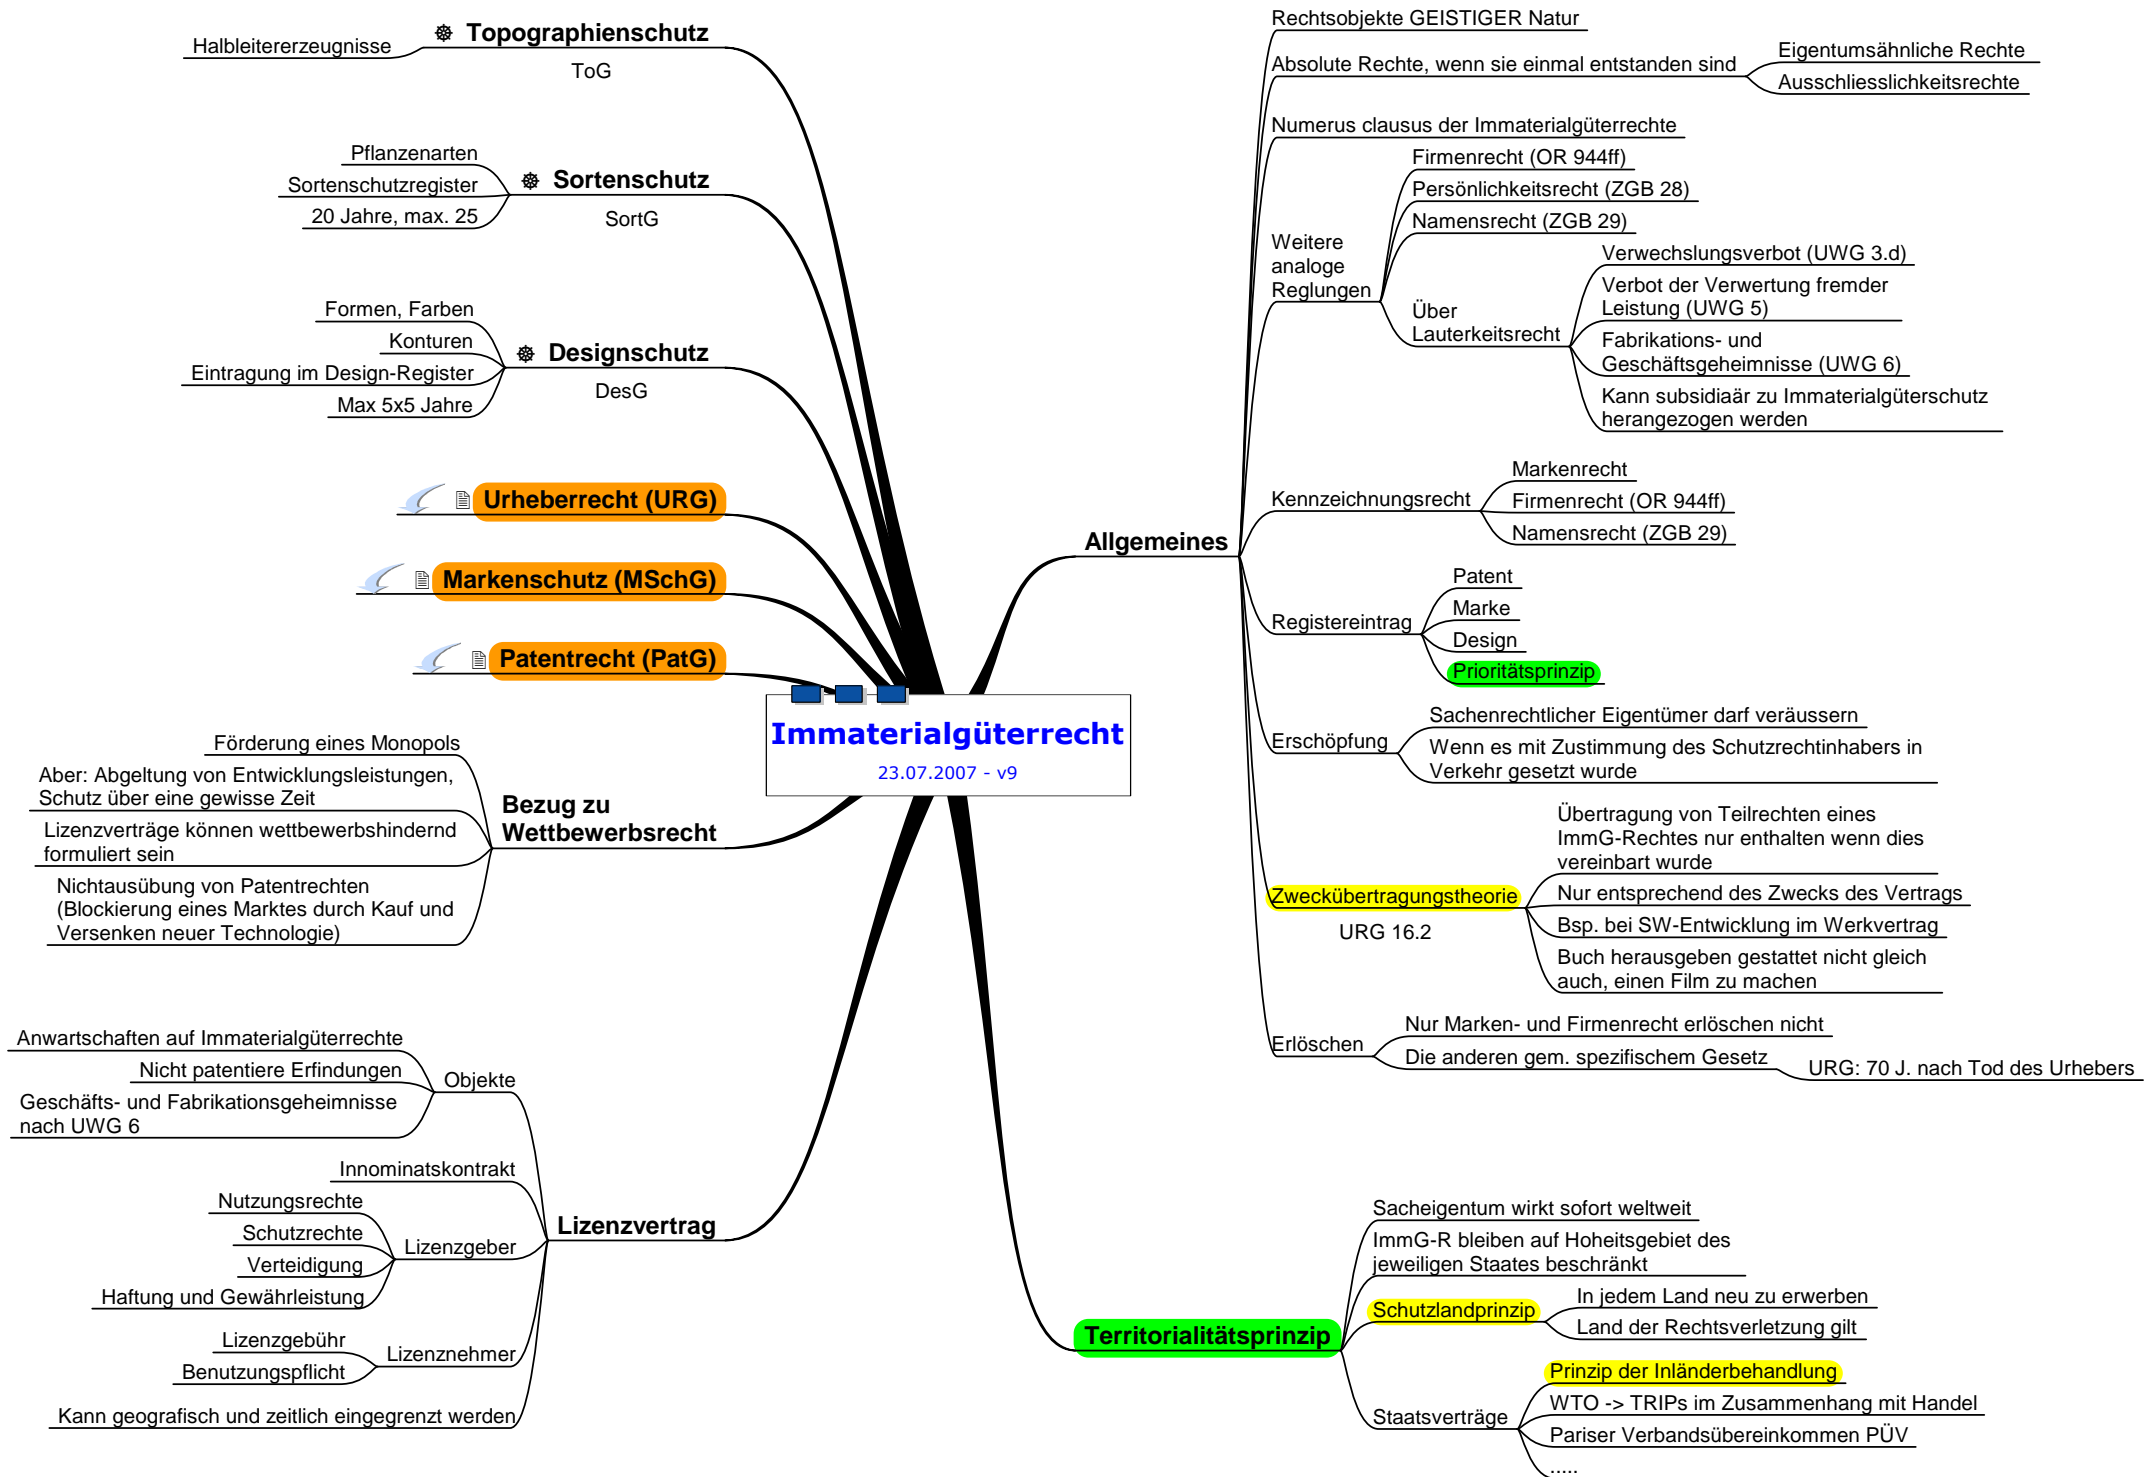 Topographienschutz
ToG
Halbleitererzeugnisse
Sortenschutz
SortG
Pflanzenarten
Sortenschutzregister
20 Jahre, max. 25
Designschutz
DesG
Formen, Farben
Konturen
Eintragung im Design-Register
Max 5x5 Jahre
Urheberrecht (URG)
Markenschutz (MSchG)
Patentrecht (PatG)
Immaterialgüterrecht
23.07.2007 - v9
Bezug zu
Wettbewerbsrecht
Förderung eines Monopols
Aber: Abgeltung von Entwicklungsleistungen,
Schutz über eine gewisse Zeit
Lizenzverträge können wettbewerbshindernd
formuliert sein
Nichtausübung von Patentrechten
(Blockierung eines Marktes durch Kauf und
Versenken neuer Technologie)
Lizenzvertrag
Objekte
Anwartschaften auf Immaterialgüterrechte
Nicht patentiere Erfindungen
Geschäfts- und Fabrikationsgeheimnisse
nach UWG 6
Innominatskontrakt
Lizenzgeber
Nutzungsrechte
Schutzrechte
Verteidigung
Haftung und Gewährleistung
Lizenznehmer
Lizenzgebühr
Benutzungspflicht
Kann geografisch und zeitlich eingegrenzt werden
Allgemeines
Rechtsobjekte GEISTIGER Natur
Absolute Rechte, wenn sie einmal entstanden sind
Eigentumsähnliche Rechte
Ausschliesslichkeitsrechte
Numerus clausus der Immaterialgüterrechte
Weitere
analoge
Reglungen
Firmenrecht (OR 944ff)
Persönlichkeitsrecht (ZGB 28)
Namensrecht (ZGB 29)
Über
Lauterkeitsrecht
Verwechslungsverbot (UWG 3.d)
Verbot der Verwertung fremder
Leistung (UWG 5)
Fabrikations- und
Geschäftsgeheimnisse (UWG 6)
Kann subsidiaär zu Immaterialgüterschutz
herangezogen werden
Kennzeichnungsrecht
Markenrecht
Firmenrecht (OR 944ff)
Namensrecht (ZGB 29)
Registereintrag
Patent
Marke
Design
Prioritätsprinzip
Erschöpfung
Sachenrechtlicher Eigentümer darf veräussern
Wenn es mit Zustimmung des Schutzrechtinhabers in
Verkehr gesetzt wurde
Zweckübertragungstheorie
URG 16.2
Übertragung von Teilrechten eines
ImmG-Rechtes nur enthalten wenn dies
vereinbart wurde
Nur entsprechend des Zwecks des Vertrags
Bsp. bei SW-Entwicklung im Werkvertrag
Buch herausgeben gestattet nicht gleich
auch, einen Film zu machen
Erlöschen
Nur Marken- und Firmenrecht erlöschen nicht
Die anderen gem. spezifischem Gesetz
URG: 70 J. nach Tod des Urhebers
Territorialitätsprinzip
Sacheigentum wirkt sofort weltweit
ImmG-R bleiben auf Hoheitsgebiet des
jeweiligen Staates beschränkt
Schutzlandprinzip
In jedem Land neu zu erwerben
Land der Rechtsverletzung gilt
Staatsverträge
Prinzip der Inländerbehandlung
WTO -> TRIPs im Zusammenhang mit Handel
Pariser Verbandsübereinkommen PÜV
.....